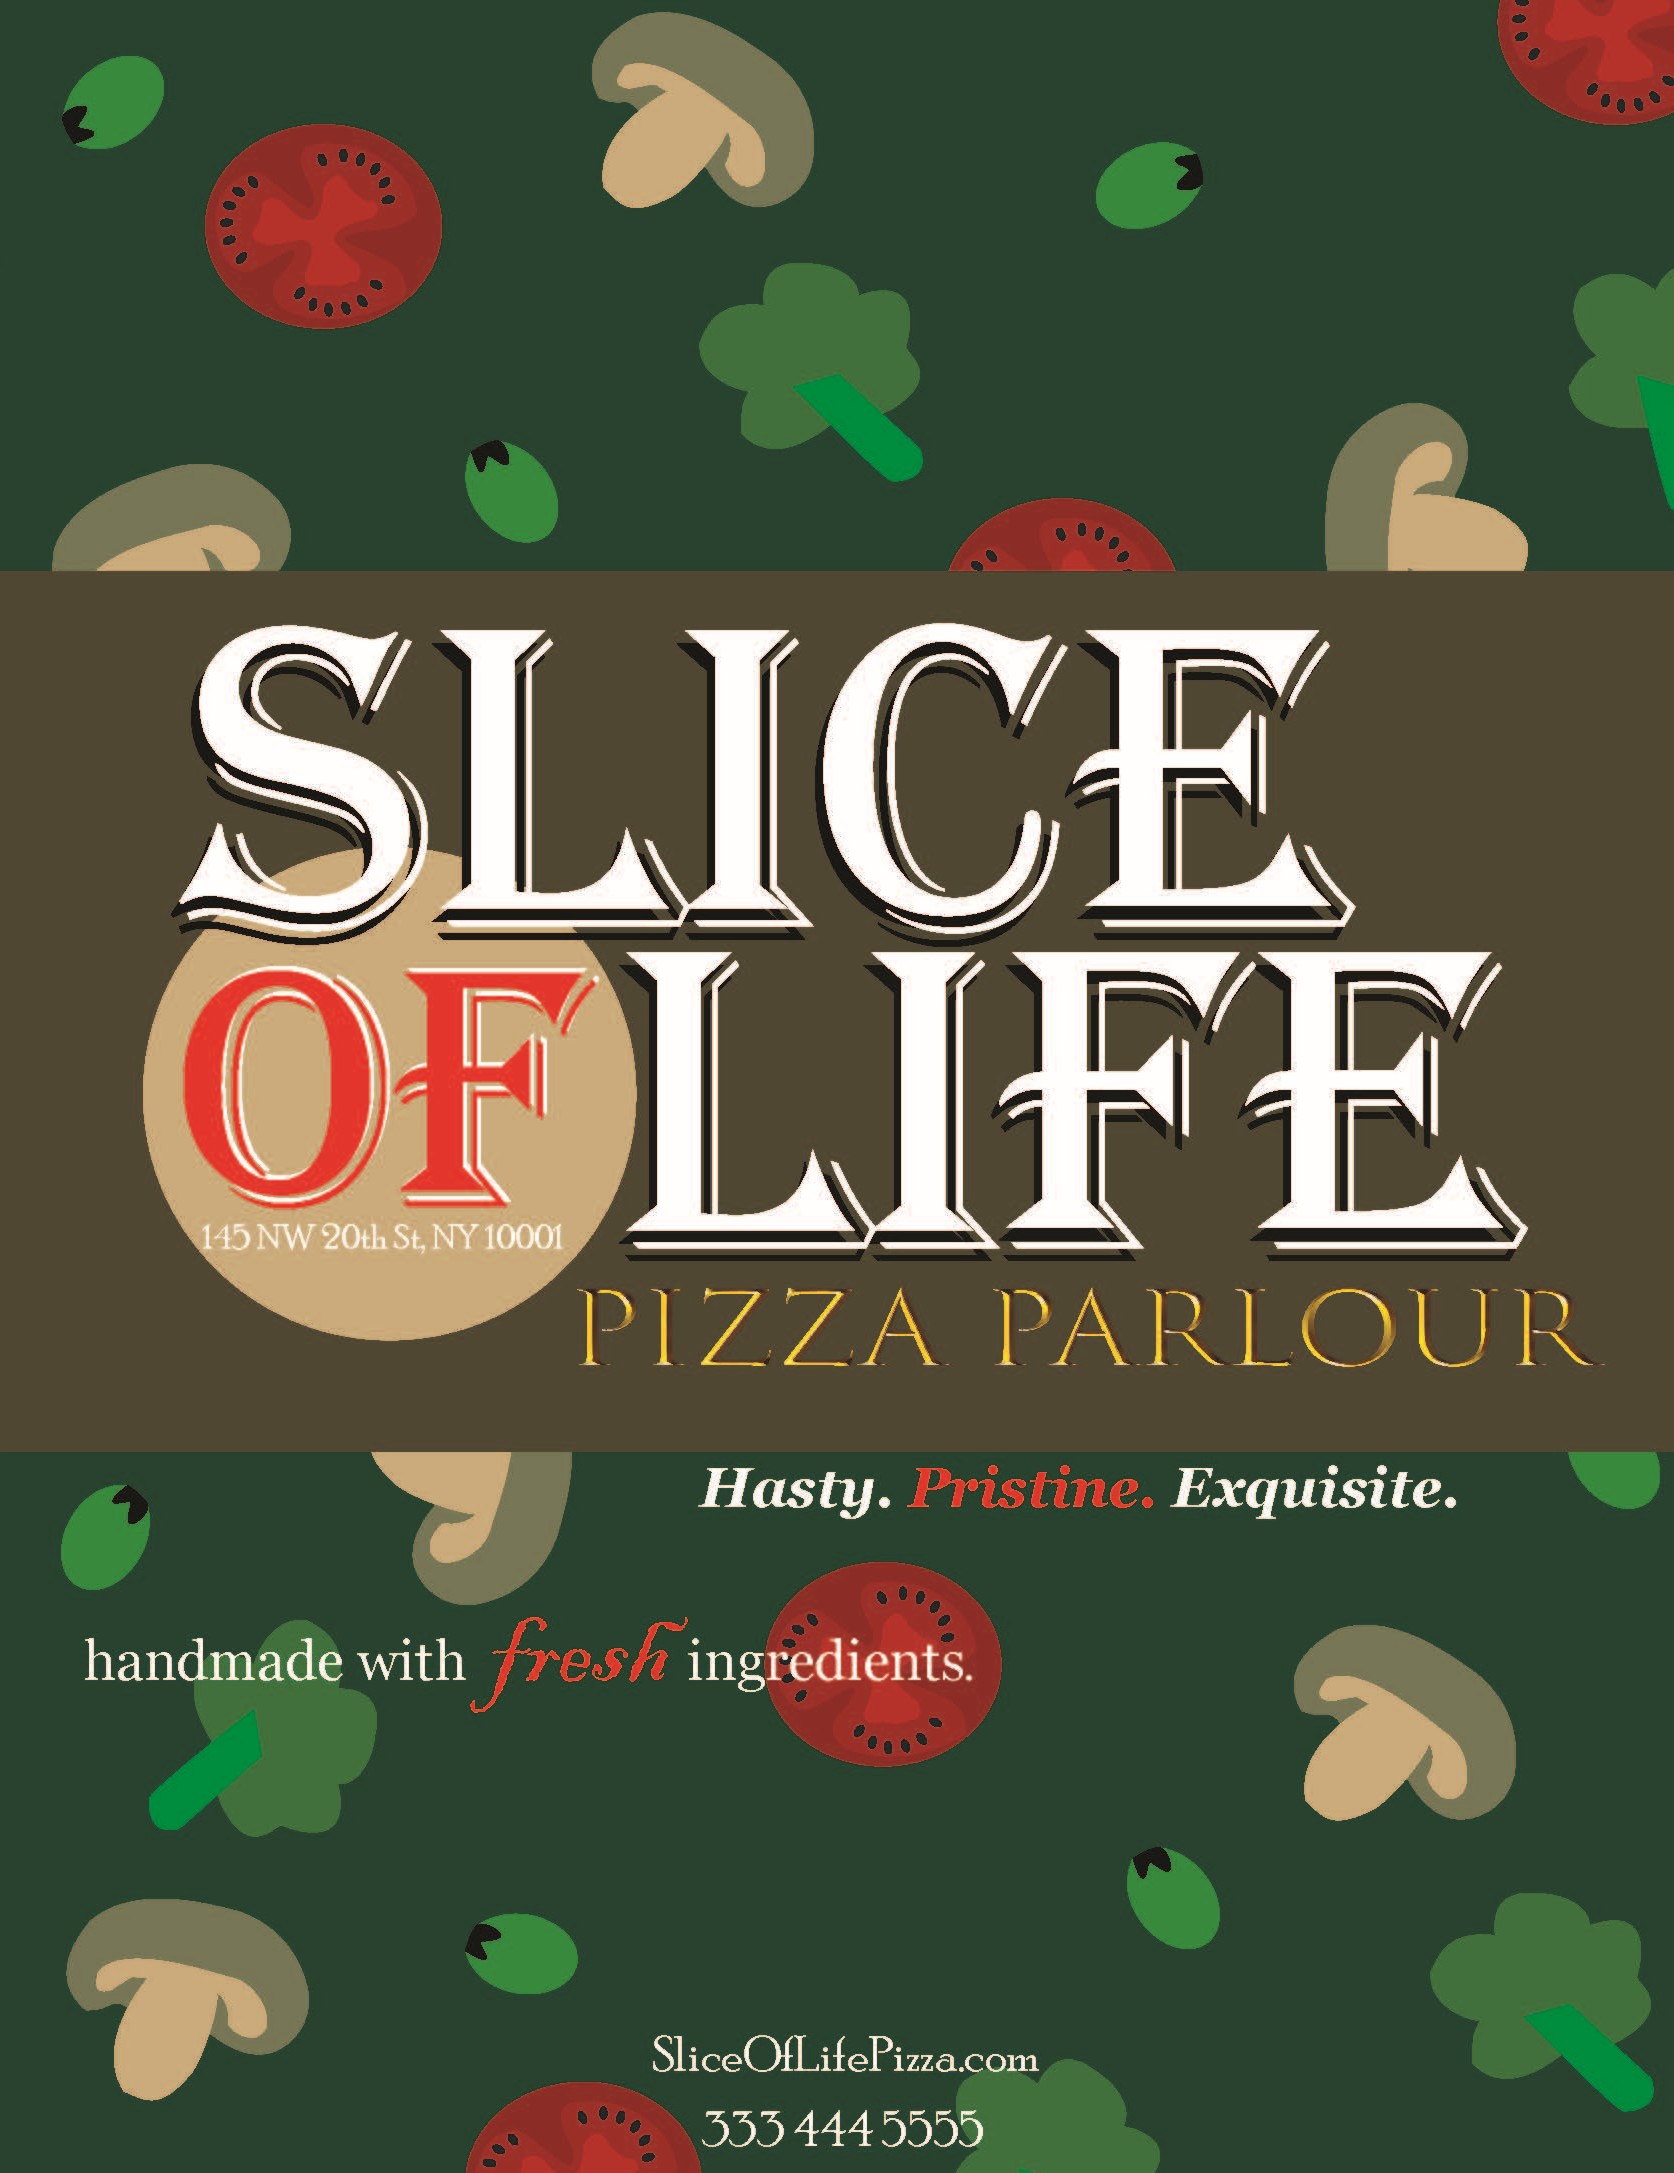 SLICE
OF LIFE
145 NW 20th St, NY 10001
PIZZA PARLOUR
Hasty. Pristine. Exquisite.
handmade with fresh ingredients.
SliceOfLifePizza.com
333 444 5555